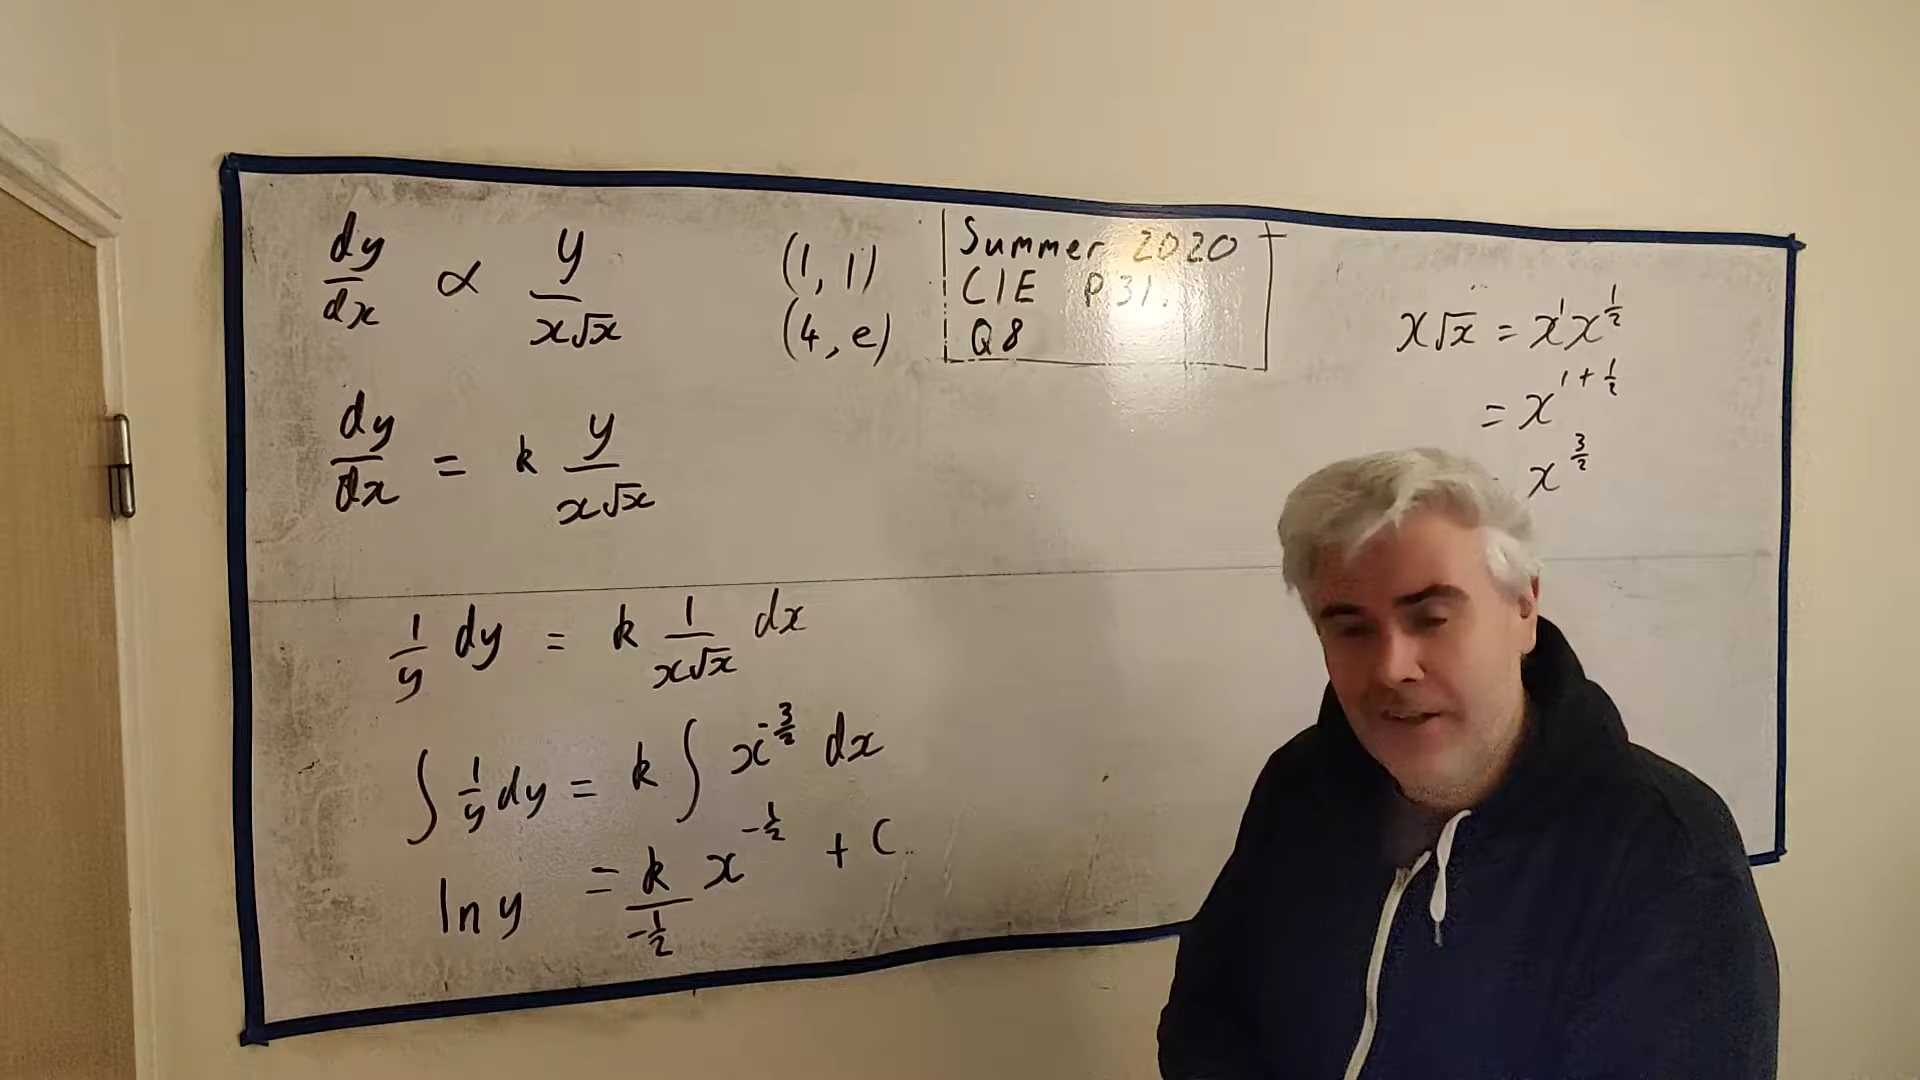 dy/dx ∝ y/x√x
(1, 1)
(4, e)
Summer 2020
CIE P31.
Q8
x√x = x¹x^½
= x^(1+½)
x^(3/2)
dy/dx = k y/x√x
1/y dy = k 1/x√x dx
∫ 1/y dy = k ∫ x^(-3/2) dx
ln y = k/(-½) x^(-½) + C